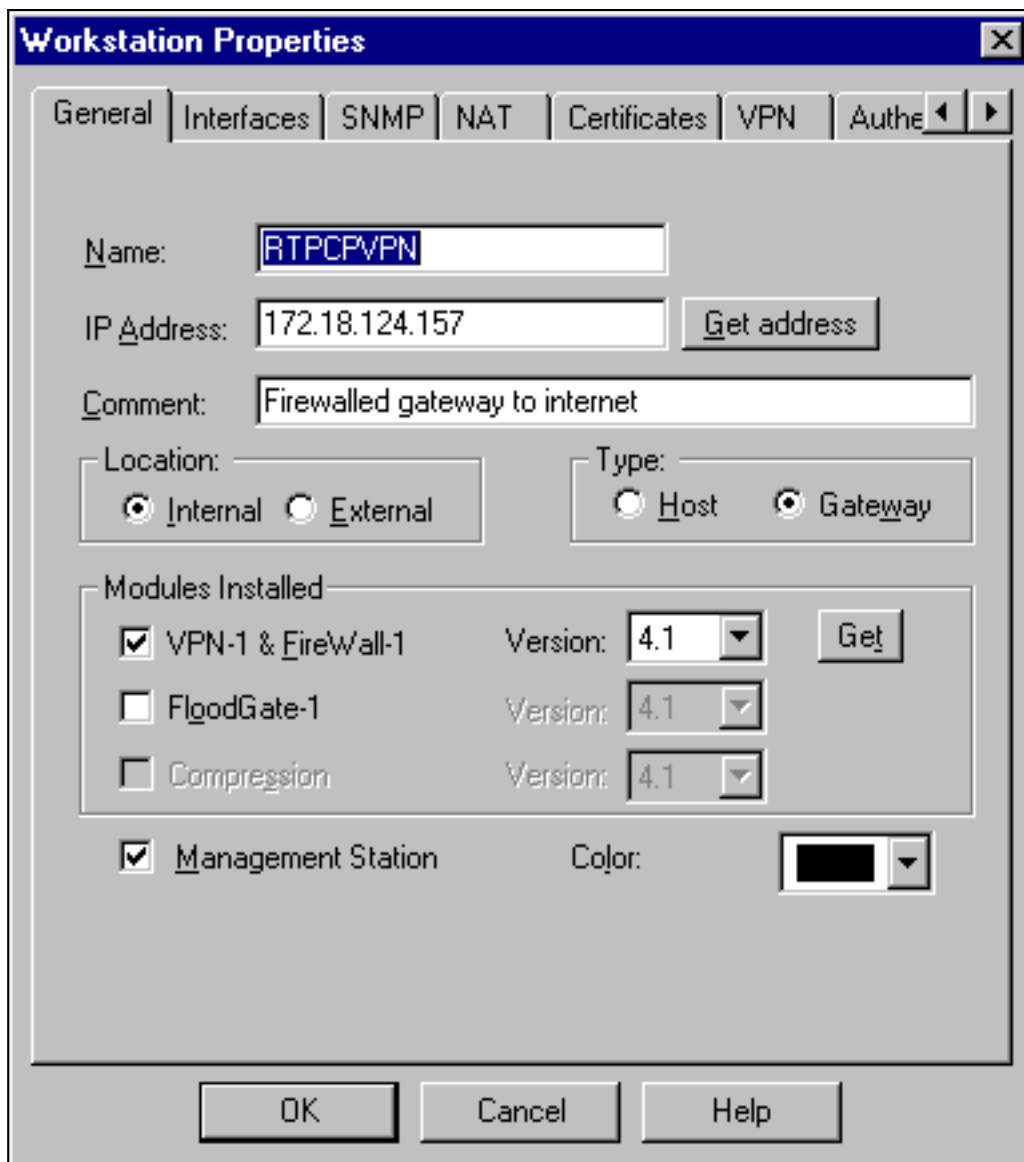 Workstation Properties
General Interfaces SNMP NAT Certificates VPN Authe
Name: RTPCPVPN
IP Address: 172.18.124.157 Get address
Comment: Firewalled gateway to internet
Location: Type:
Internal External Host Gateway
Modules Installed
VPN-1 & FireWall-1 Version: 4.1 Get
FloodGate-1 Version: 4.1
Compression Version: 4.1
Management Station Color:
OK Cancel Help